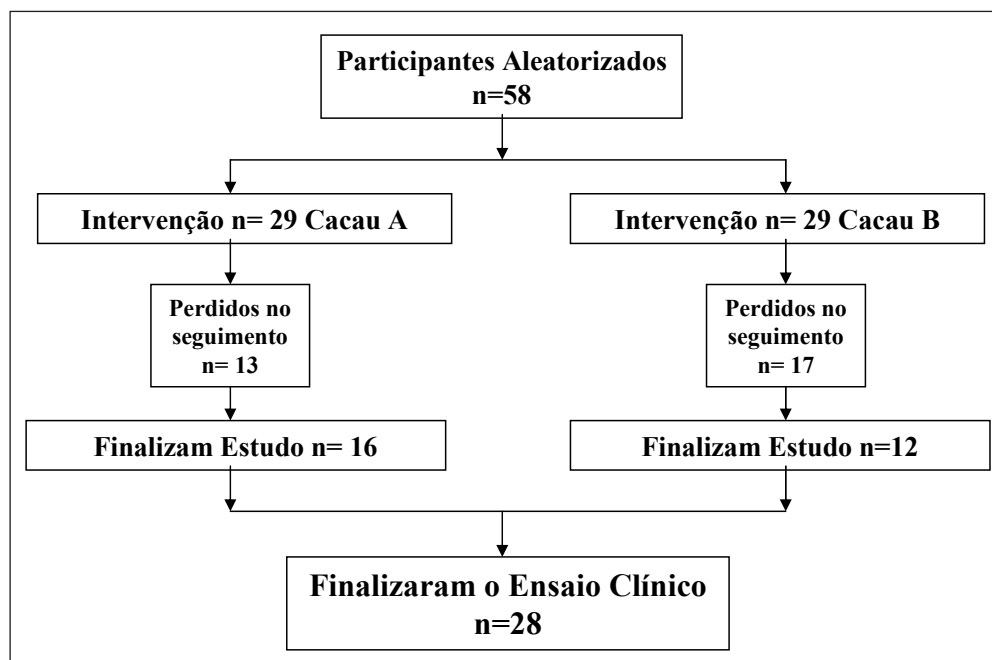 Participantes Aleatorizados
n=58
Intervenção n= 29 Cacau A
Intervenção n= 29 Cacau B
Perdidos no
seguimento
n= 13
Perdidos no
seguimento
n= 17
Finalizam Estudo n= 16
Finalizam Estudo n=12
Finalizaram o Ensaio Clínico
n=28